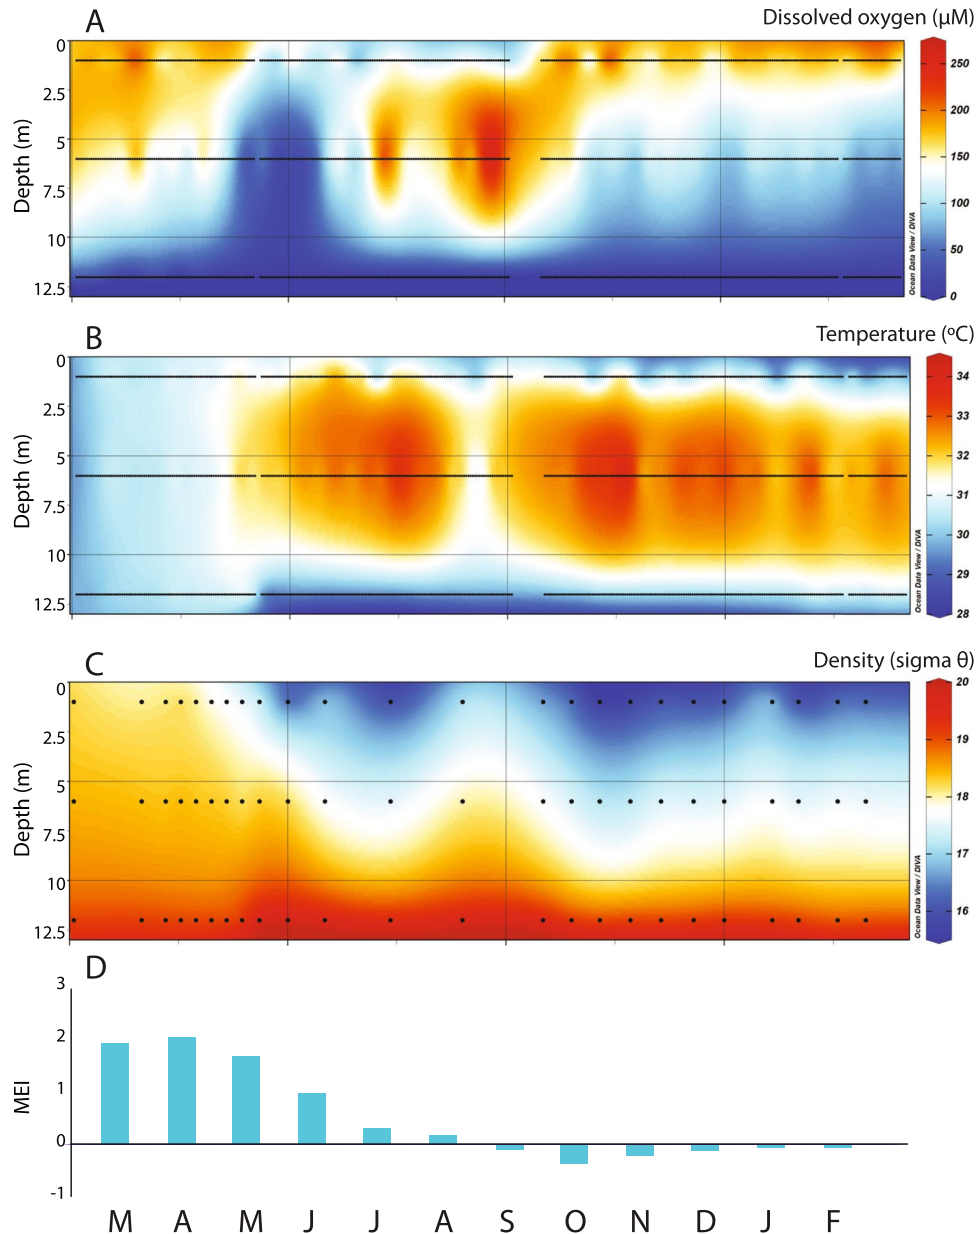 A
Dissolved oxygen (µM)
Depth (m)
0
2.5
5
7.5
10
12.5
250
200
150
100
50
0
Ocean Data View / DIVA
B
Temperature (ºC)
Depth (m)
0
2.5
5
7.5
10
12.5
34
33
32
31
30
29
28
Ocean Data View / DIVA
C
Density (sigma θ)
Depth (m)
0
2.5
5
7.5
10
12.5
20
19
18
17
16
Ocean Data View / DIVA
D
MEI
3
2
1
0
-1
M A M J J A S O N D J F